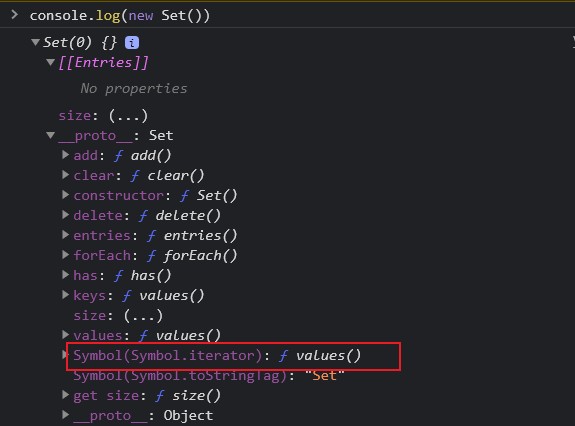 > console.log(new Set())
▼Set(0) {} i
▼[[Entries]]
No properties
size: (...)
▼__proto__: Set
▶add: ƒ add()
▶clear: ƒ clear()
▶constructor: ƒ Set()
▶delete: ƒ delete()
▶entries: ƒ entries()
▶forEach: ƒ forEach()
▶has: ƒ has()
▶keys: ƒ values()
size: (...)
▶values: ƒ values()
▶Symbol(Symbol.iterator): ƒ values()
Symbol(Symbol.toStringTag): "Set"
▶get size: ƒ size()
▶__proto__: Object